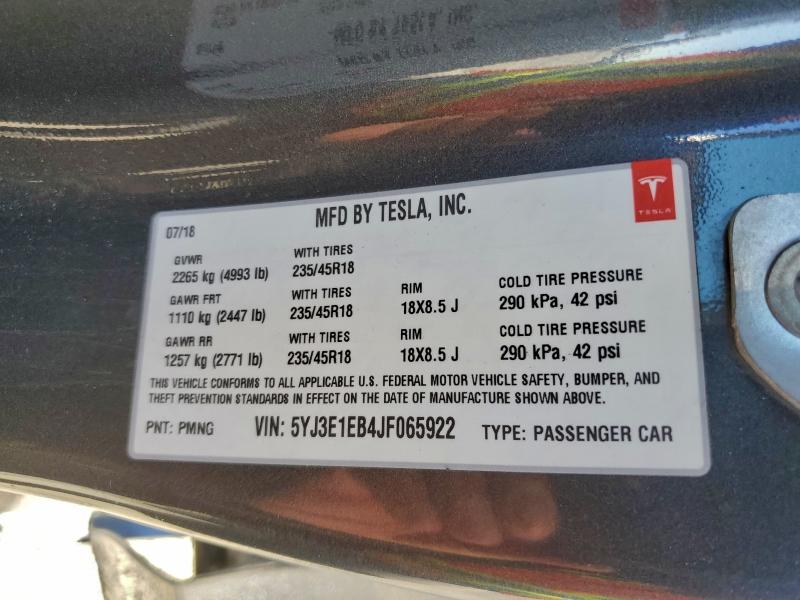 MFD BY TESLA, INC.
TESLA
07/18
GVWR WITH TIRES
2265 kg (4993 lb) 235/45R18
GAWR FRT WITH TIRES RIM COLD TIRE PRESSURE
1110 kg (2447 lb) 235/45R18 18X8.5 J 290 kPa, 42 psi
GAWR RR WITH TIRES RIM COLD TIRE PRESSURE
1257 kg (2771 lb) 235/45R18 18X8.5 J 290 kPa, 42 psi
THIS VEHICLE CONFORMS TO ALL APPLICABLE U.S. FEDERAL MOTOR VEHICLE SAFETY, BUMPER, AND
THEFT PREVENTION STANDARDS IN EFFECT ON THE DATE OF MANUFACTURE SHOWN ABOVE.
PNT: PMNG VIN: 5YJ3E1EB4JF065922 TYPE: PASSENGER CAR